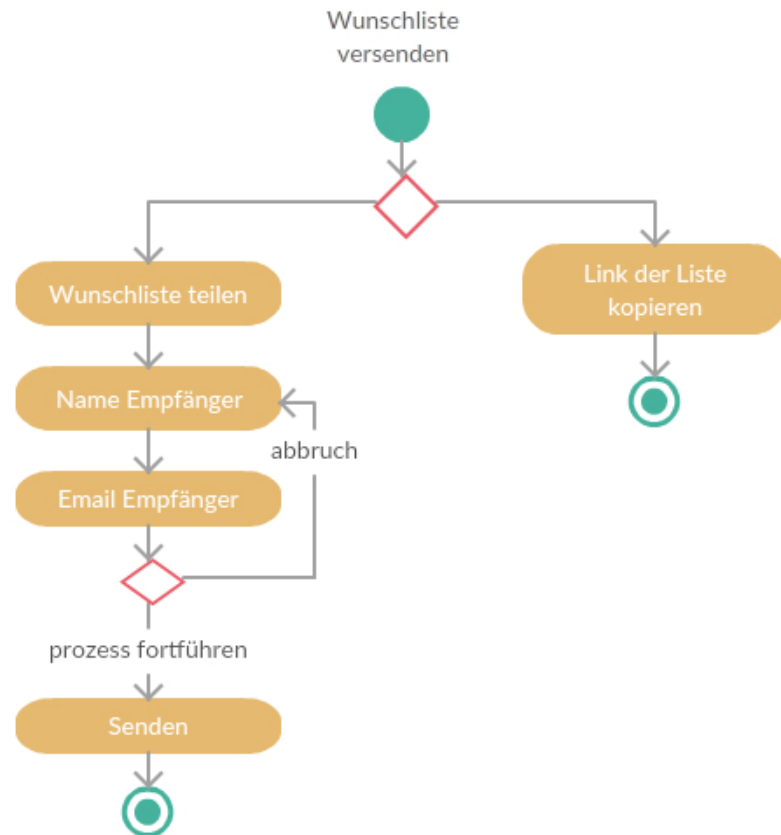 Wunschliste
versenden
Wunschliste teilen
Link der Liste
kopieren
Name Empfänger
abbruch
Email Empfänger
prozess fortführen
Senden